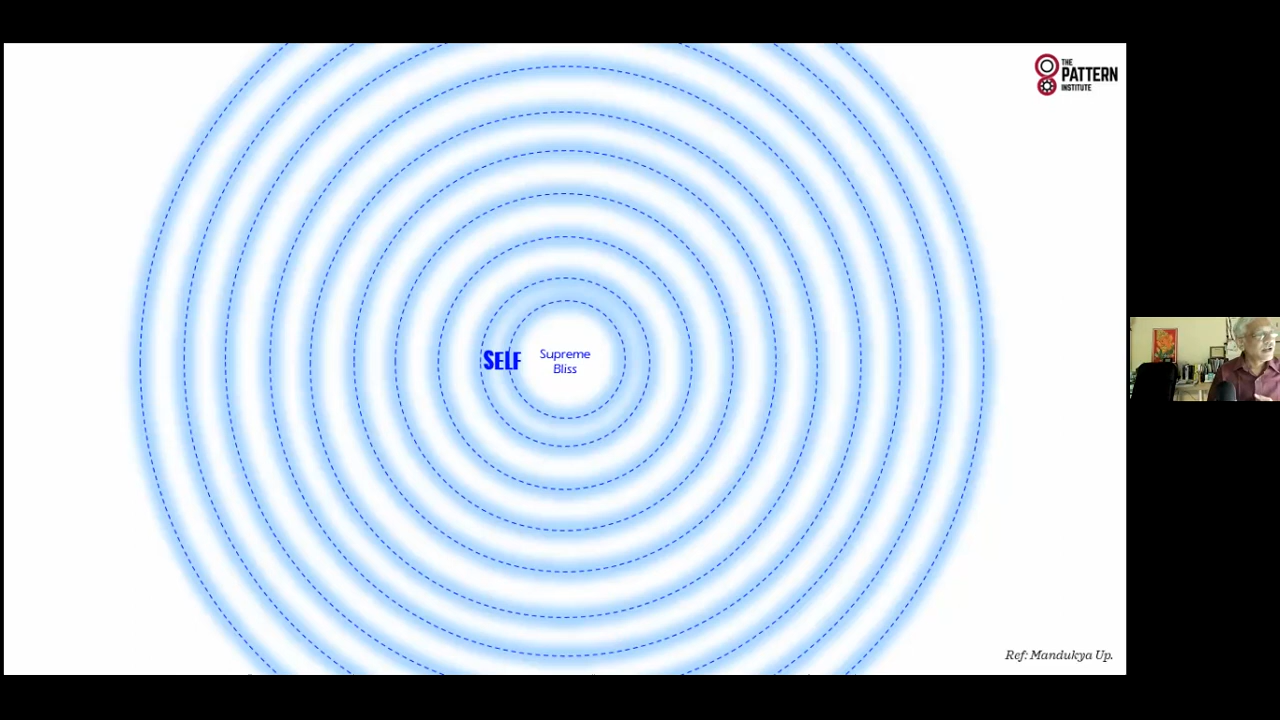 THE
PATTERN
INSTITUTE
SELF
Supreme
Bliss
Ref: Mandukya Up.